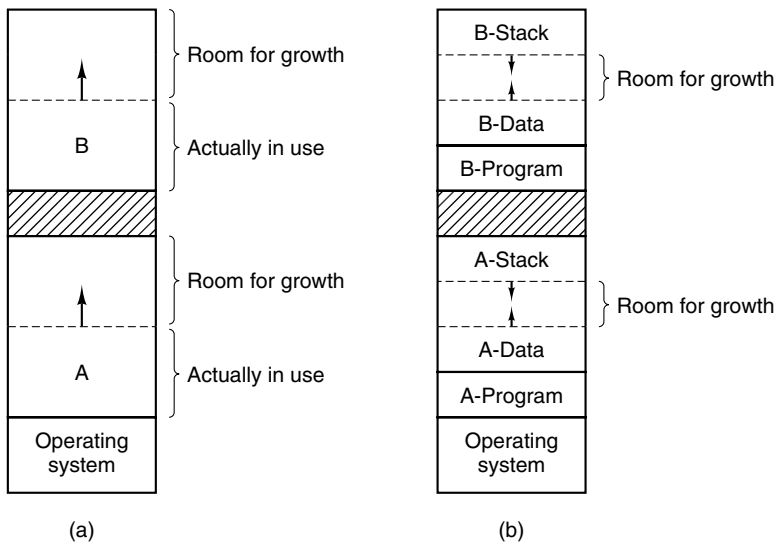 Room for growth
B
Actually in use
Room for growth
A
Actually in use
Operating
system
(a)
B-Stack
Room for growth
B-Data
B-Program
A-Stack
Room for growth
A-Data
A-Program
Operating
system
(b)